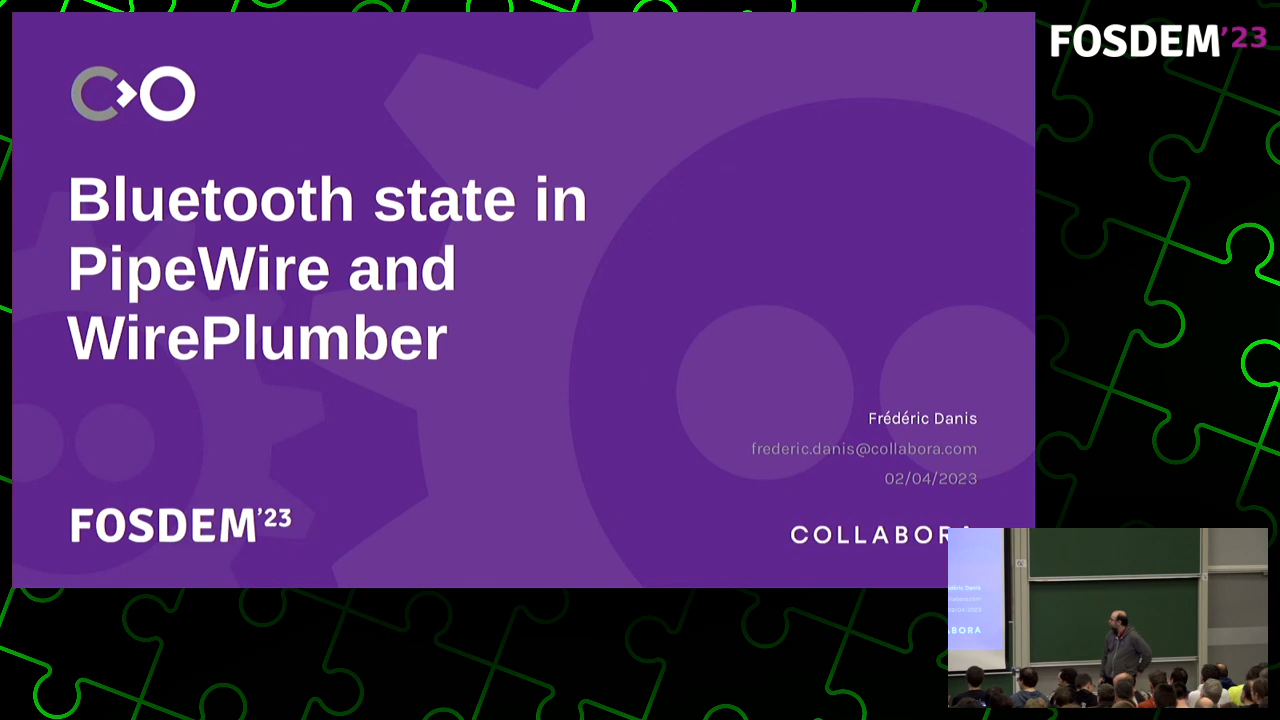 FOSDEM'23
Bluetooth state in
PipeWire and
WirePlumber
Frédéric Danis
frederic.danis@collabora.com
02/04/2023
FOSDEM'23
COLLABORA